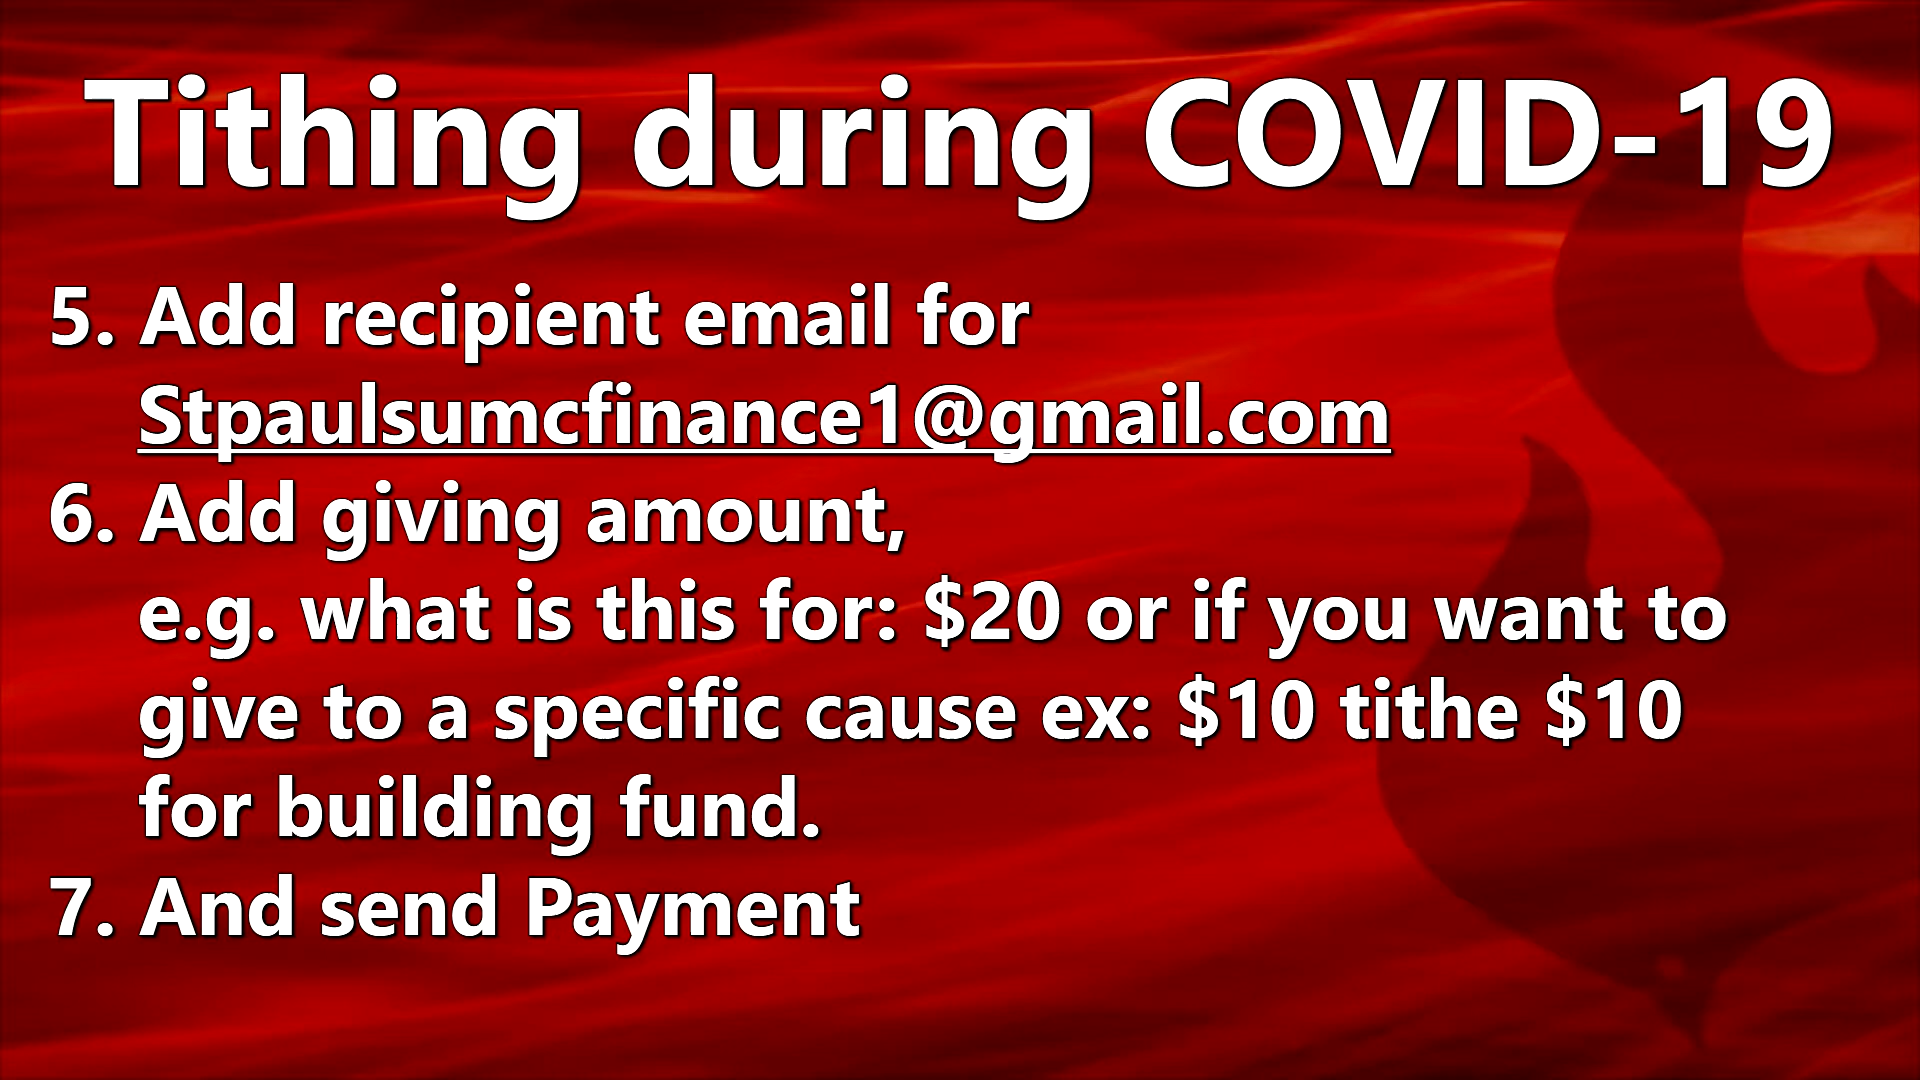 Tithing during COVID-19
5. Add recipient email for
Stpaulsumcfinance1@gmail.com
6. Add giving amount,
e.g. what is this for: $20 or if you want to
give to a specific cause ex: $10 tithe $10
for building fund.
7. And send Payment